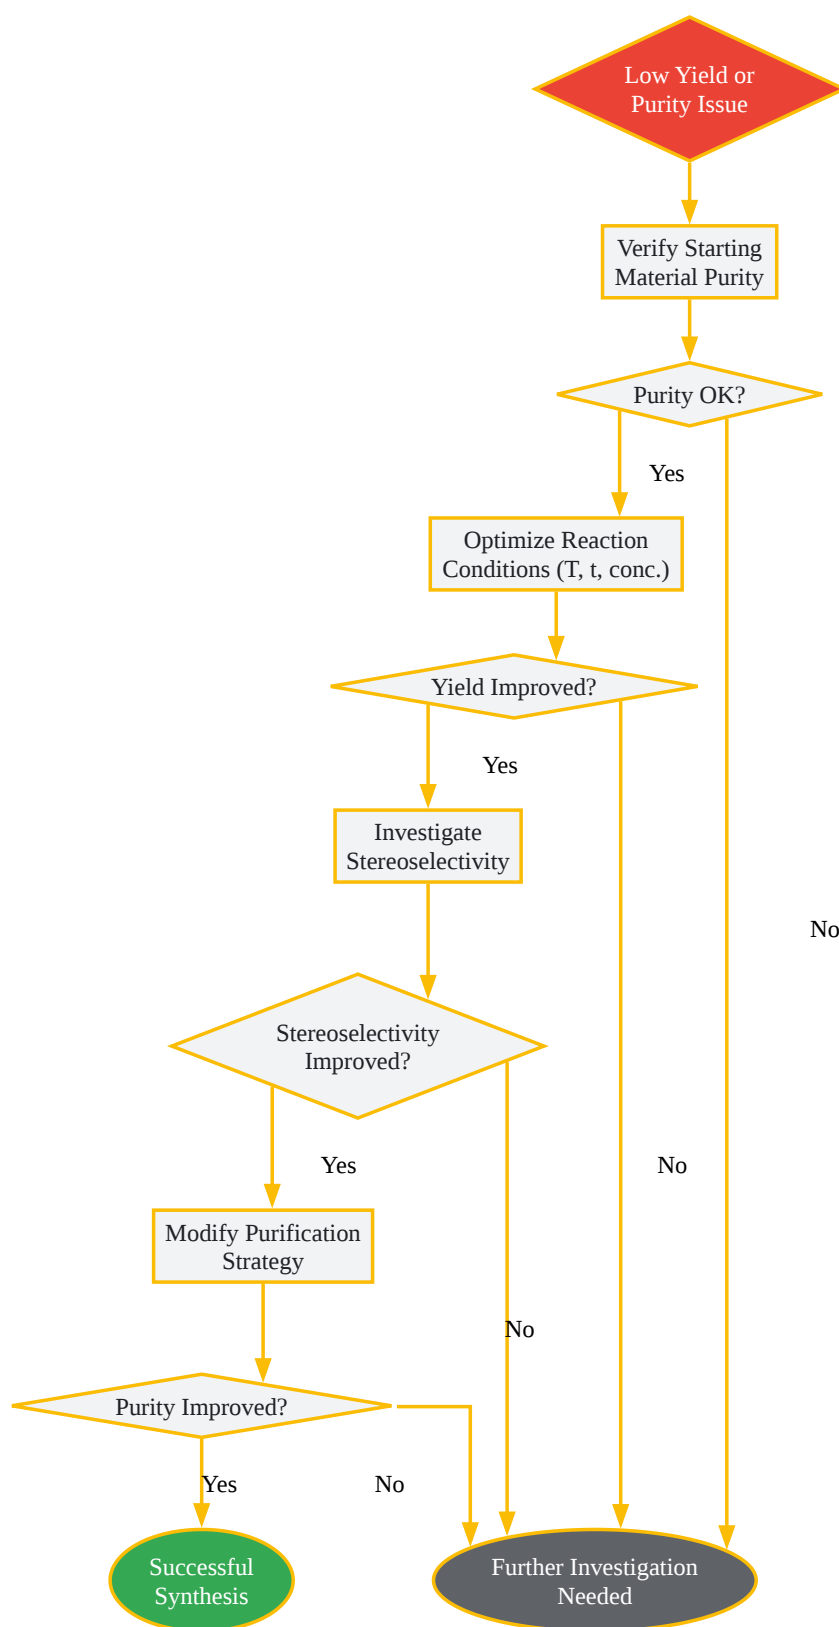 Low Yield or
Purity Issue
Verify Starting
Material Purity
Purity OK?
Yes
Optimize Reaction
Conditions (T, t, conc.)
Yield Improved?
Yes
Investigate
Stereoselectivity
No
Stereoselectivity
Improved?
Yes
No
Modify Purification
Strategy
No
Purity Improved?
Yes
No
Successful
Synthesis
Further Investigation
Needed